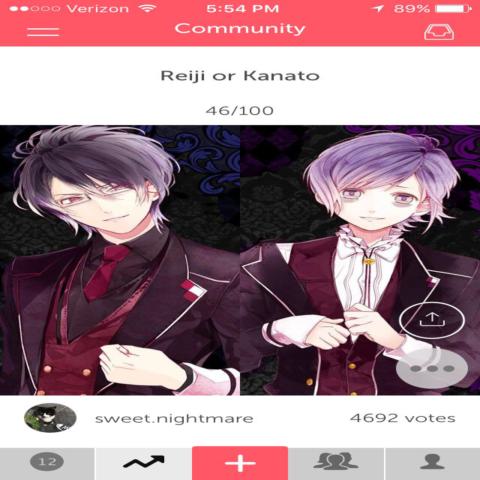 Verizon 5:54 PM 89%
Community
Reiji or Kanato
46/100
sweet.nightmare 4692 votes
12